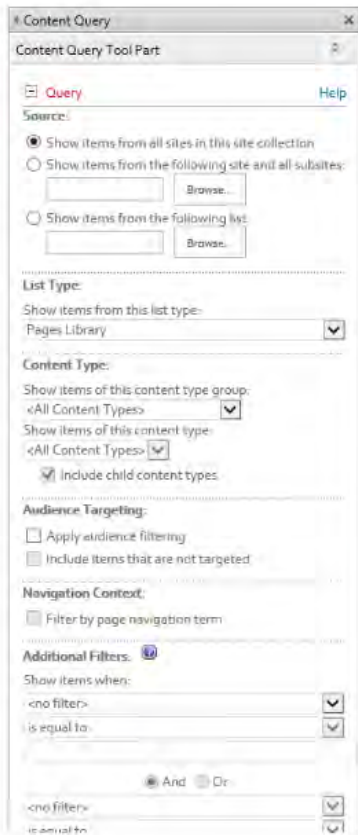 Content Query
Content Query Tool Part
Query Help
Source:
Show items from all sites in this site collection
Show items from the following site and all subsites:
Browse...
Show items from the following list:
Browse...
List Type:
Show items from this list type:
Pages Library
Content Type:
Show items of this content type group:
<All Content Types>
Show items of this content type:
<All Content Types>
Include child content types
Audience Targeting:
Apply audience filtering
Include items that are not targeted
Navigation Context:
Filter by page navigation term
Additional Filters:
Show items when:
<no filter>
is equal to
And Or
<no filter>
is equal to